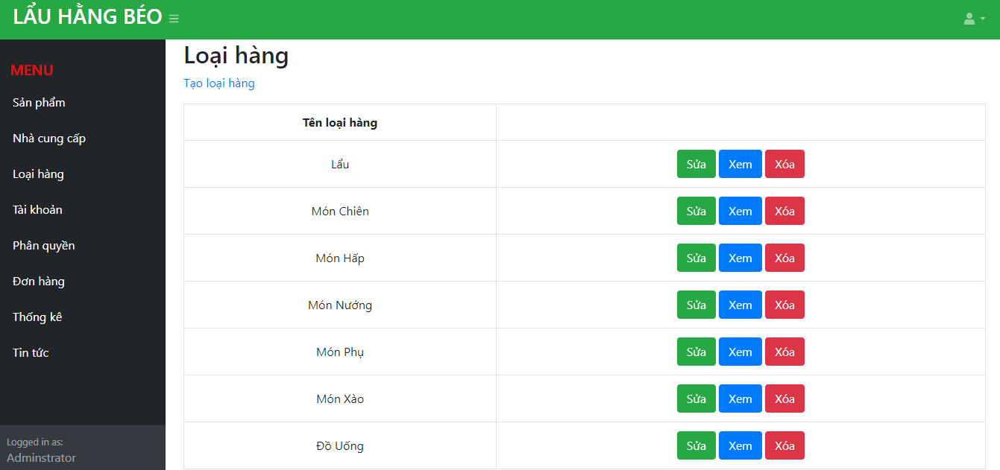 LẨU HẰNG BÉO
MENU
Sản phẩm
Nhà cung cấp
Loại hàng
Tài khoản
Phân quyền
Đơn hàng
Thống kê
Tin tức
Logged in as:
Adminstrator
Loại hàng
Tạo loại hàng
Tên loại hàng
Lẩu Sửa Xem Xóa
Món Chiên Sửa Xem Xóa
Món Hấp Sửa Xem Xóa
Món Nướng Sửa Xem Xóa
Món Phụ Sửa Xem Xóa
Món Xào Sửa Xem Xóa
Đồ Uống Sửa Xem Xóa